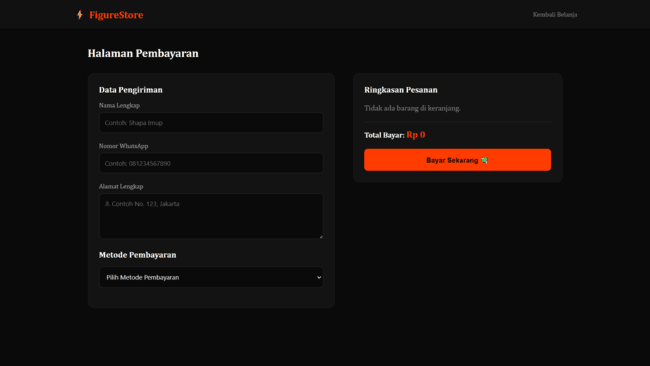 FigureStore
Kembali Belanja
Halaman Pembayaran
Data Pengiriman
Nama Lengkap
Contoh: Shapa Imup
Nomor WhatsApp
Contoh: 081234567890
Alamat Lengkap
Jl. Contoh No. 123, Jakarta
Metode Pembayaran
Pilih Metode Pembayaran
Ringkasan Pesanan
Tidak ada barang di keranjang.
Total Bayar: Rp 0
Bayar Sekarang